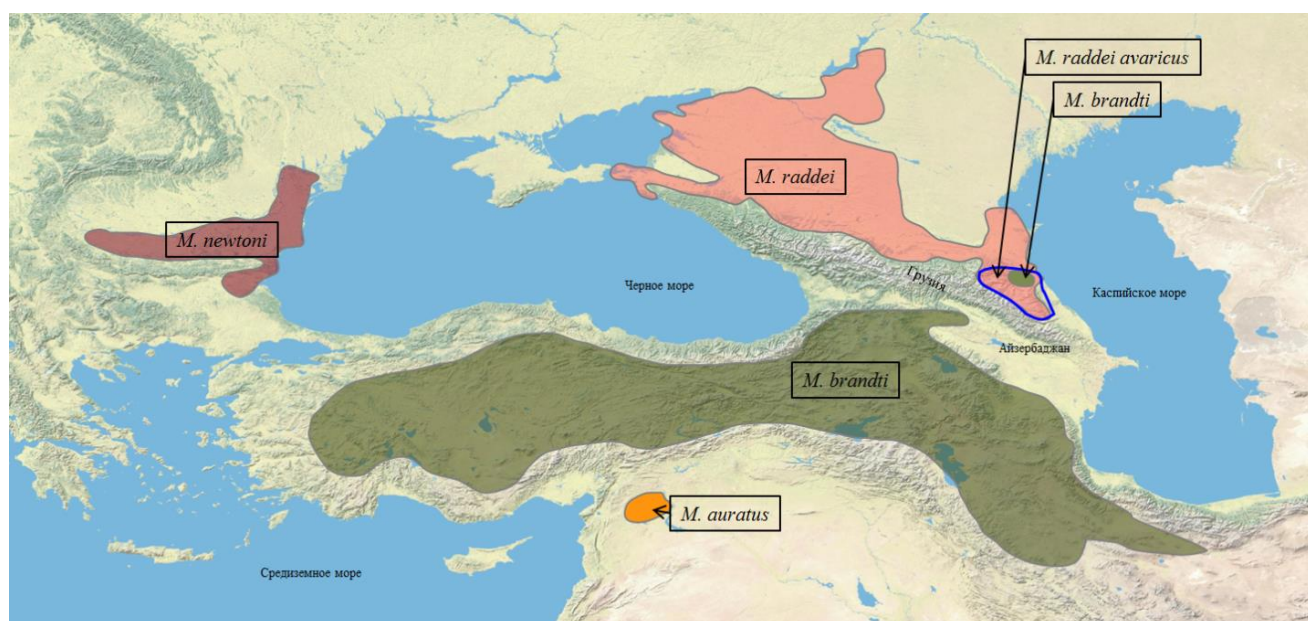 M. raddei avaricus
M. brandti
M. raddei
M. newtoni
Грузия
Черное море
Каспийское море
Айзербаджан
M. brandti
M. auratus
Средиземное море